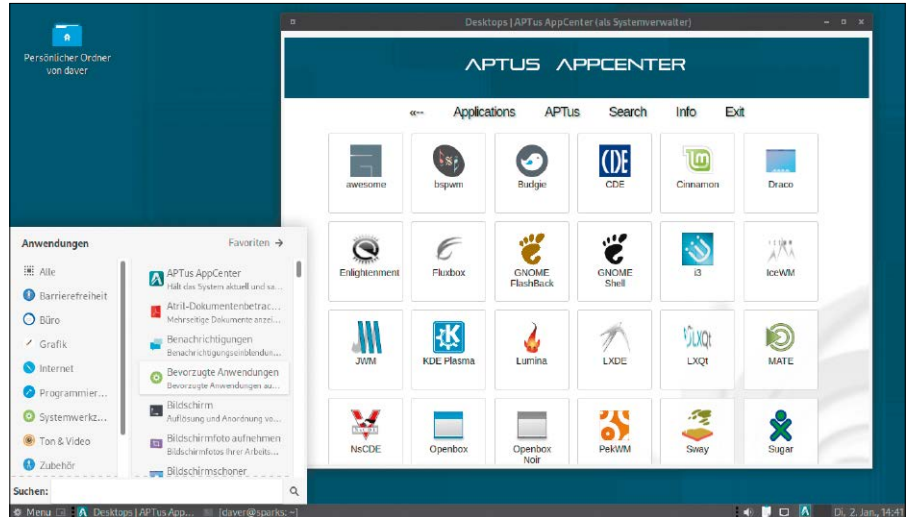 Desktops | APTus AppCenter (als Systemverwalter)
Persönlicher Ordner
von daver
APTUS APPCENTER
«-- Applications APTus Search Info Exit
awesome bspwm Budgie CDE Cinnamon Draco
Enlightenment Fluxbox GNOME FlashBack GNOME Shell i3 IceWM
JWM KDE Plasma Lumina LXDE LXQt MATE
NsCDE Openbox Openbox Noir PekWM Sway Sugar
Anwendungen
Favoriten →
Alle
Barrierefreiheit
Büro
Grafik
Internet
Programmier...
Systemwerkz...
Ton & Video
Zubehör
APTus AppCenter
Hält das System aktuell und sa...
Atril-Dokumentenbetrac...
Mehrseitige Dokumente anzei...
Benachrichtigungen
Benachrichtigungseinblendun...
Bevorzugte Anwendungen
Bevorzugte Anwendungen au...
Bildschirm
Auflösung und Anordnung vo...
Bildschirmfoto aufnehmen
Bildschirmfotos Ihrer Arbeits...
Bildschirmschoner
Suchen:
Menu Desktops | APTus App... [daver@sparks: ~] Di, 2. Jan., 14:41